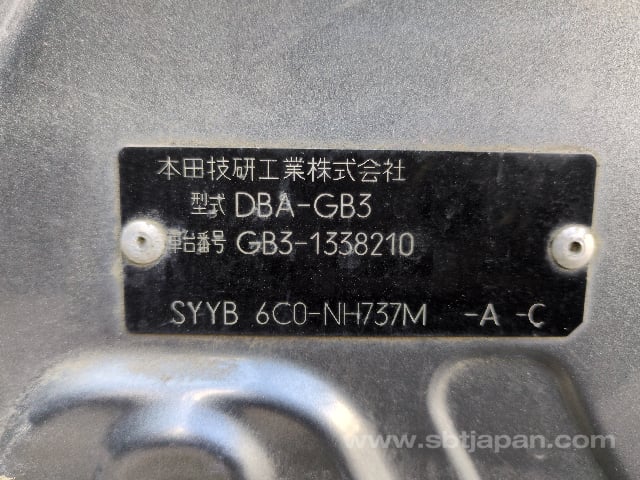 本田技研工業株式会社
型式 DBA-GB3
車台番号 GB3-1338210
SYYB 6C0-NH737M -A -C
www.sbtjapan.com